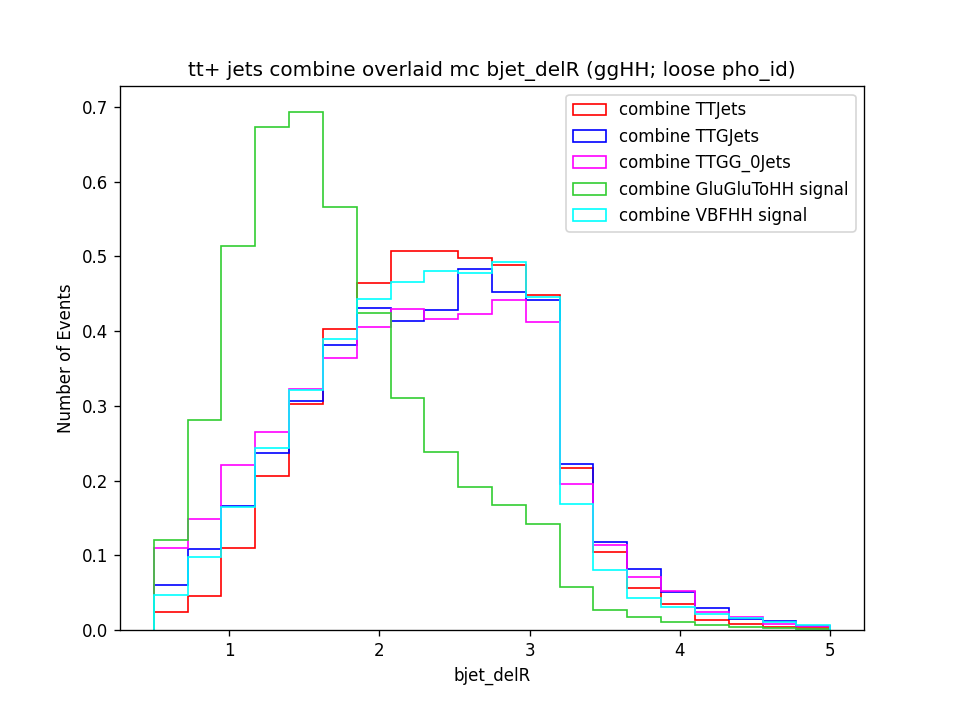 tt+ jets combine overlaid mc bjet_delR (ggHH; loose pho_id)
combine TTJets
combine TTGJets
combine TTGG_0Jets
combine GluGluToHH signal
combine VBFHH signal
0.7
0.6
0.5
0.4
0.3
0.2
0.1
0.0
Number of Events
1 2 3 4 5
bjet_delR